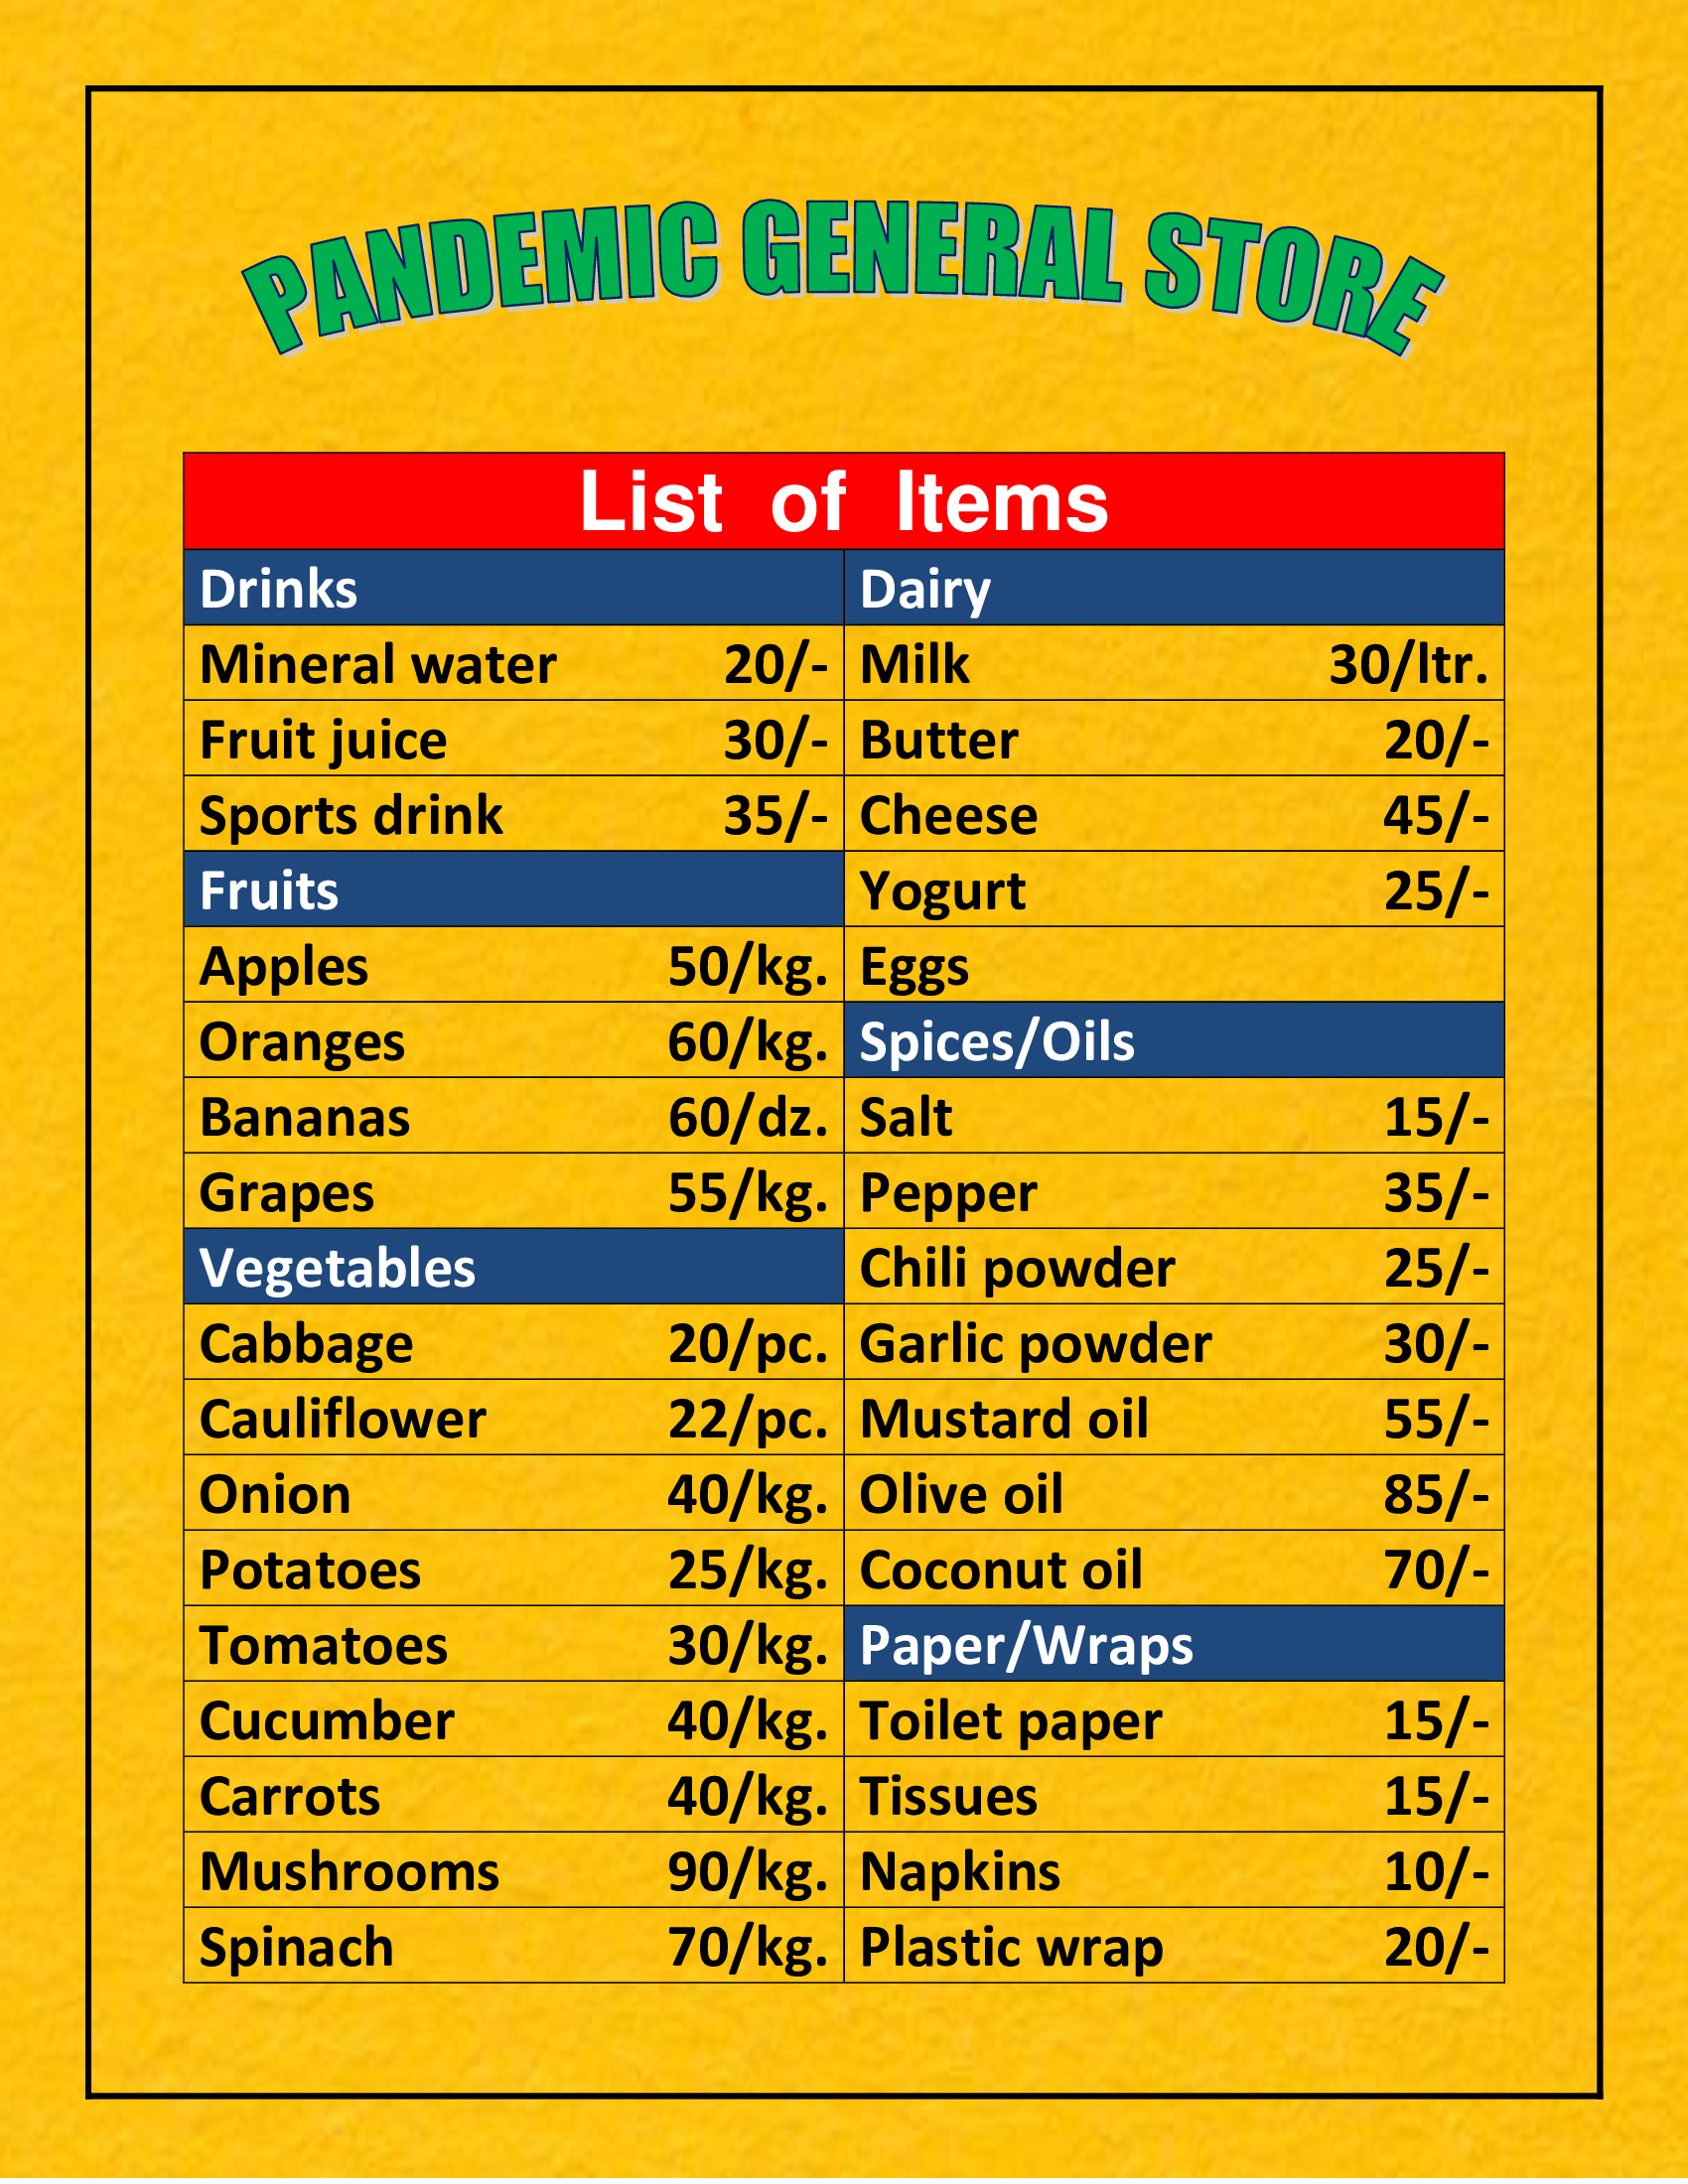 PANDEMIC GENERAL STORE
List of Items
Drinks
Mineral water 20/-
Fruit juice 30/-
Sports drink 35/-
Fruits
Apples 50/kg.
Oranges 60/kg.
Bananas 60/dz.
Grapes 55/kg.
Vegetables
Cabbage 20/pc.
Cauliflower 22/pc.
Onion 40/kg.
Potatoes 25/kg.
Tomatoes 30/kg.
Cucumber 40/kg.
Carrots 40/kg.
Mushrooms 90/kg.
Spinach 70/kg.
Dairy
Milk 30/ltr.
Butter 20/-
Cheese 45/-
Yogurt 25/-
Eggs
Spices/Oils
Salt 15/-
Pepper 35/-
Chili powder 25/-
Garlic powder 30/-
Mustard oil 55/-
Olive oil 85/-
Coconut oil 70/-
Paper/Wraps
Toilet paper 15/-
Tissues 15/-
Napkins 10/-
Plastic wrap 20/-